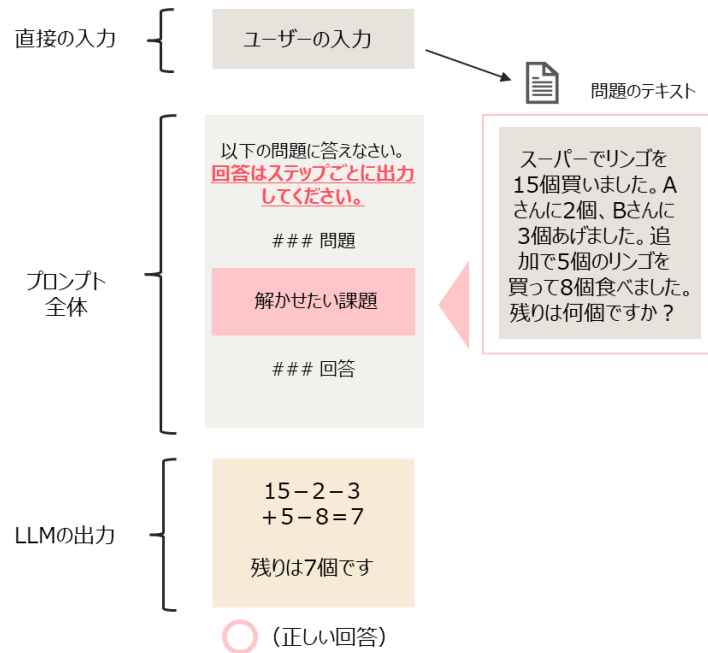 直接の入力
ユーザーの入力
問題のテキスト
スーパーでリンゴを
15個買いました。A
さんに2個、Bさんに
3個あげました。追
加で5個のリンゴを
買って8個食べました。
残りは何個ですか？
プロンプト
全体
以下の問題に答えなさい。
回答はステップごとに出力
してください。
### 問題
解かせたい課題
### 回答
LLMの出力
15－2－3
＋5－8＝7
残りは7個です
（正しい回答）